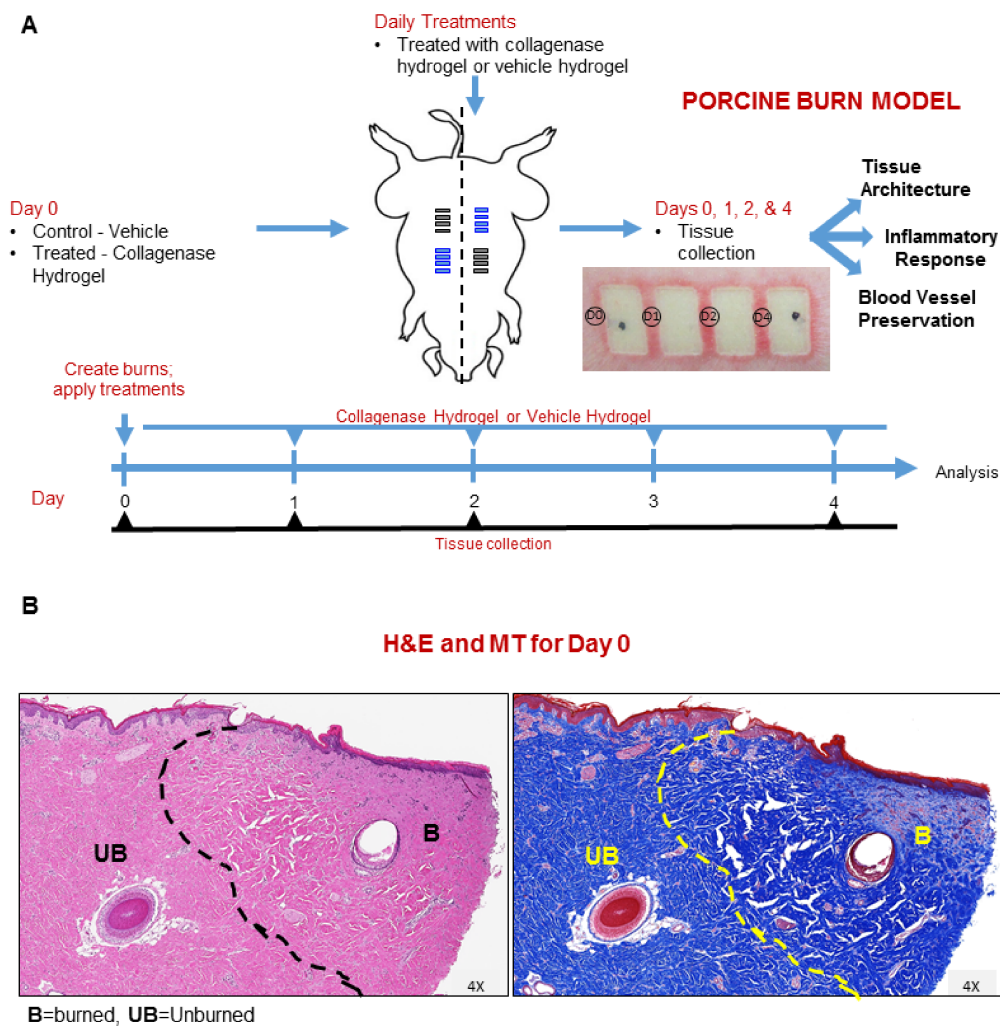 A
Daily Treatments
• Treated with collagenase
hydrogel or vehicle hydrogel
PORCINE BURN MODEL
Day 0
• Control - Vehicle
• Treated - Collagenase
Hydrogel
Days 0, 1, 2, & 4
• Tissue
collection
Tissue
Architecture
Inflammatory
Response
Blood Vessel
Preservation
D0 D1 D2 D4
Create burns;
apply treatments
Collagenase Hydrogel or Vehicle Hydrogel
Analysis
Day 0 1 2 3 4
Tissue collection
B
H&E and MT for Day 0
UB B
4X
UB B
4X
B=burned, UB=Unburned